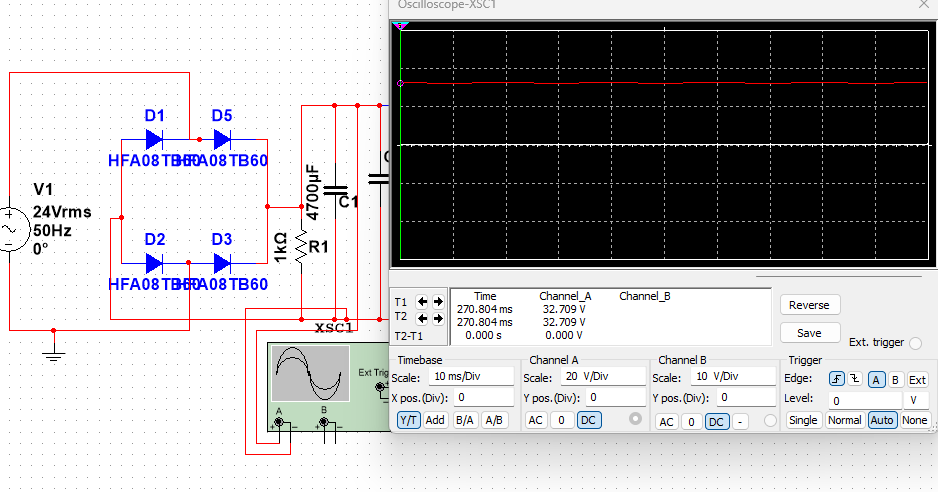 Oscilloscope-XSC1
D1
D5
HFA08TB60
HFA08TB60
V1
24Vrms
50Hz
0°
4700µF
C1
C
D2
D3
1kΩ
R1
HFA08TB60
HFA08TB60
XSC1
Ext Trig
A
B
Time
Channel_A
Channel_B
T1
270.804 ms
32.709 V
T2
270.804 ms
32.709 V
T2-T1
0.000 s
0.000 V
Reverse
Save
Ext. trigger
Timebase
Scale: 10 ms/Div
X pos.(Div): 0
Y/T Add B/A A/B
Channel A
Scale: 20 V/Div
Y pos.(Div): 0
AC 0 DC
Channel B
Scale: 10 V/Div
Y pos.(Div): 0
AC 0 DC -
Trigger
Edge: A B Ext
Level: 0 V
Single Normal Auto None